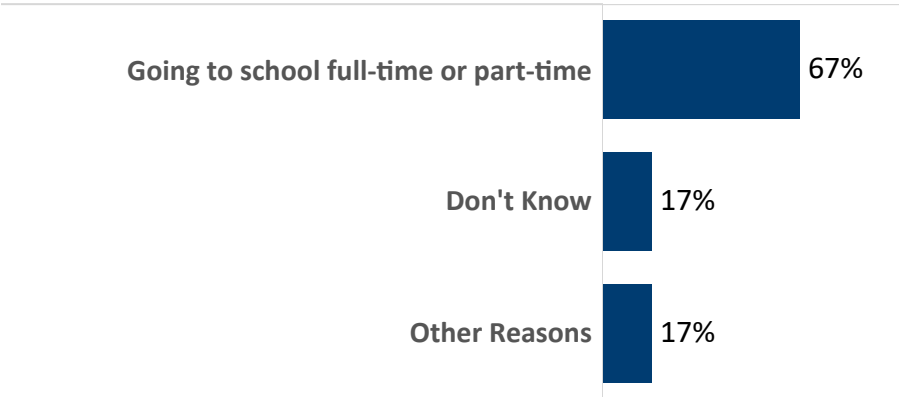 Going to school full-time or part-time 67%
Don't Know 17%
Other Reasons 17%